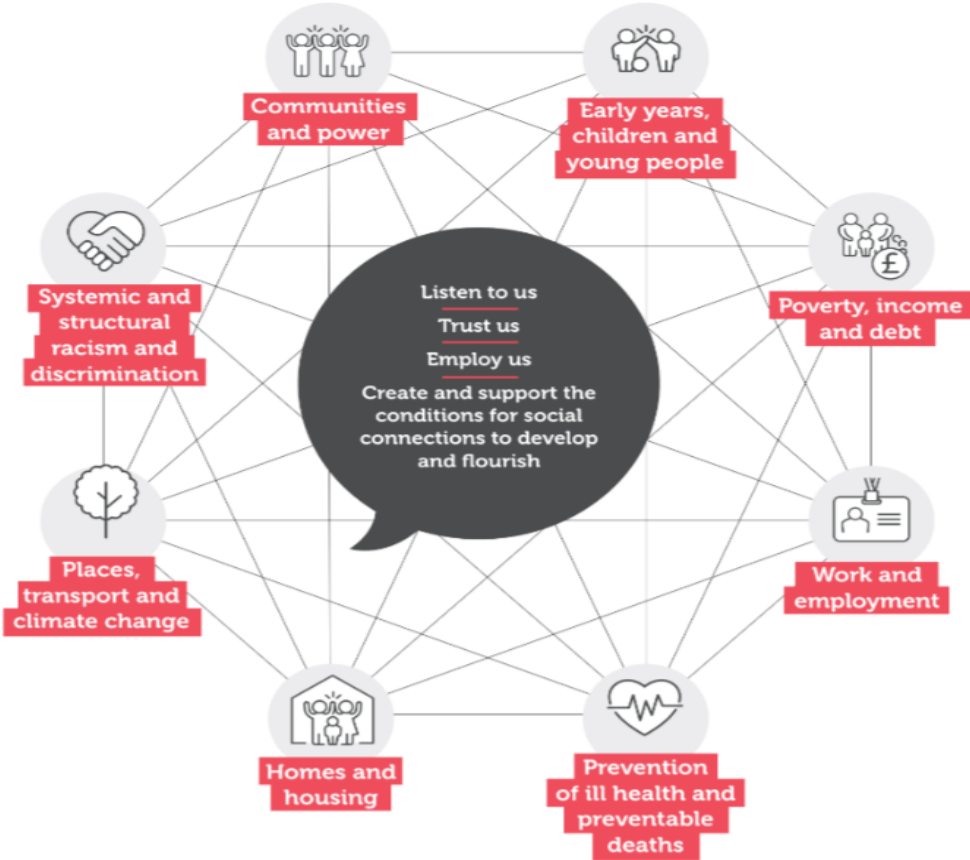 Communities
and power
Early years,
children and
young people
Systemic and
structural
racism and
discrimination
Listen to us
Trust us
Employ us
Create and support the
conditions for social
connections to develop
and flourish
£
Poverty, income
and debt
Places,
transport and
climate change
Work and
employment
Homes and
housing
Prevention
of ill health and
preventable
deaths